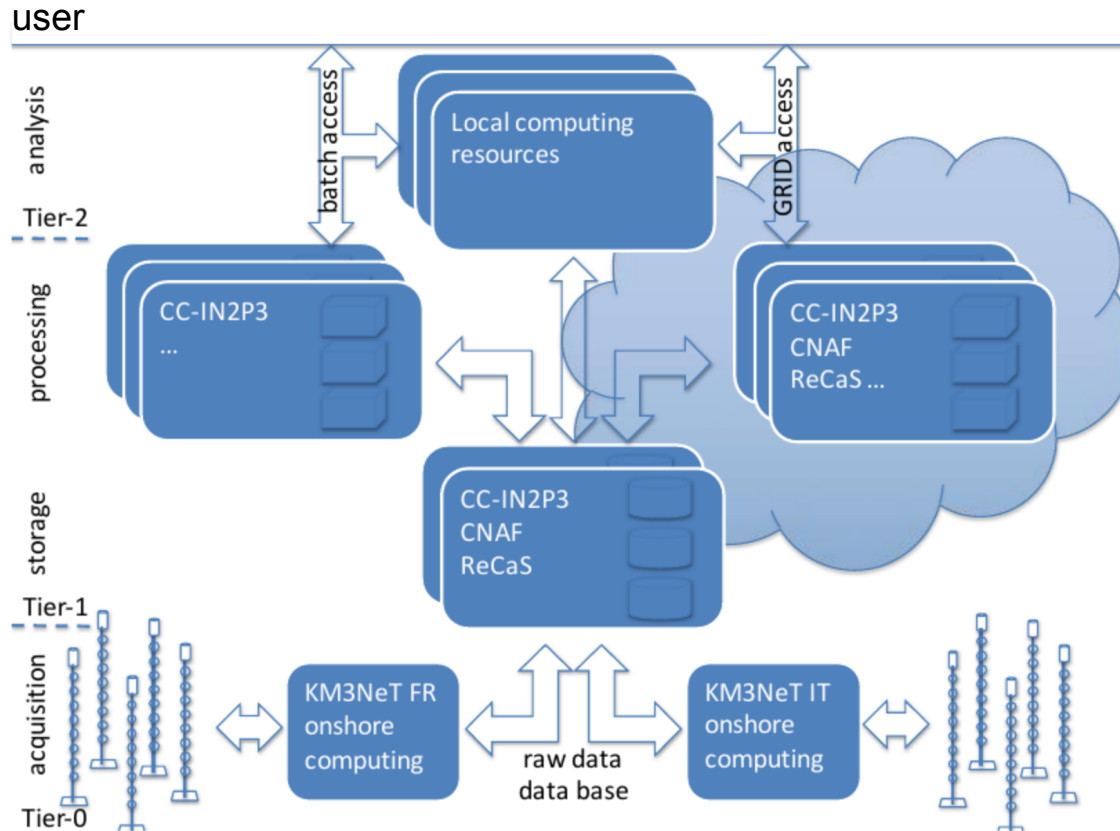 user
analysis
batch access
Local computing
resources
GRID access
Tier-2
processing
CC-IN2P3
...
CC-IN2P3
CNAF
ReCaS ...
storage
CC-IN2P3
CNAF
ReCaS
Tier-1
acquisition
KM3NeT FR
onshore
computing
raw data
data base
KM3NeT IT
onshore
computing
Tier-0